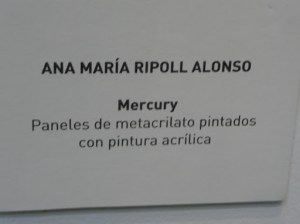 ANA MARÍA RIPOLL ALONSO
Mercury
Paneles de metacrilato pintados
con pintura acrílica